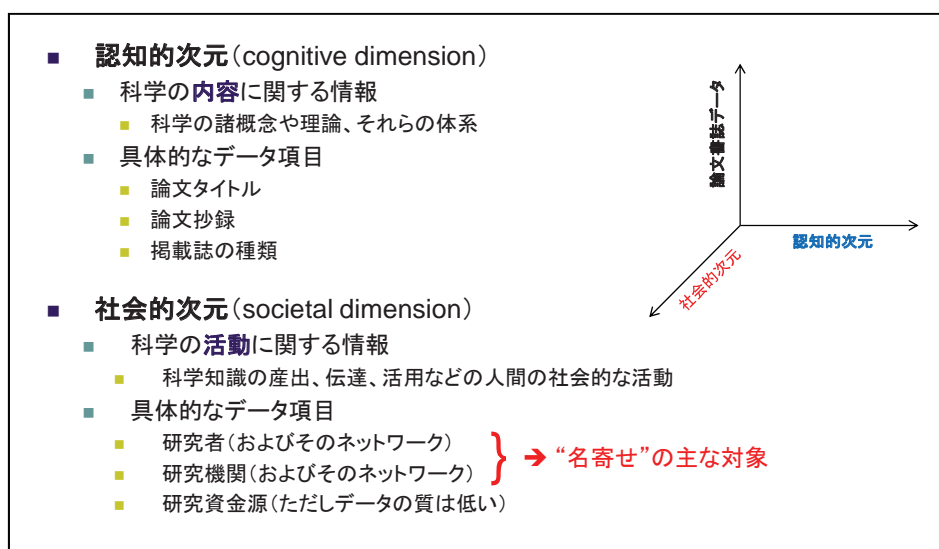 認知的次元(cognitive dimension)
科学の内容に関する情報
科学の諸概念や理論、それらの体系
具体的なデータ項目
論文タイトル
論文抄録
掲載誌の種類
論文書誌データ
認知的次元
社会的次元
社会的次元(societal dimension)
科学の活動に関する情報
科学知識の産出、伝達、活用などの人間の社会的な活動
具体的なデータ項目
研究者(およびそのネットワーク)
研究機関(およびそのネットワーク)
➔ “名寄せ”の主な対象
研究資金源(ただしデータの質は低い)